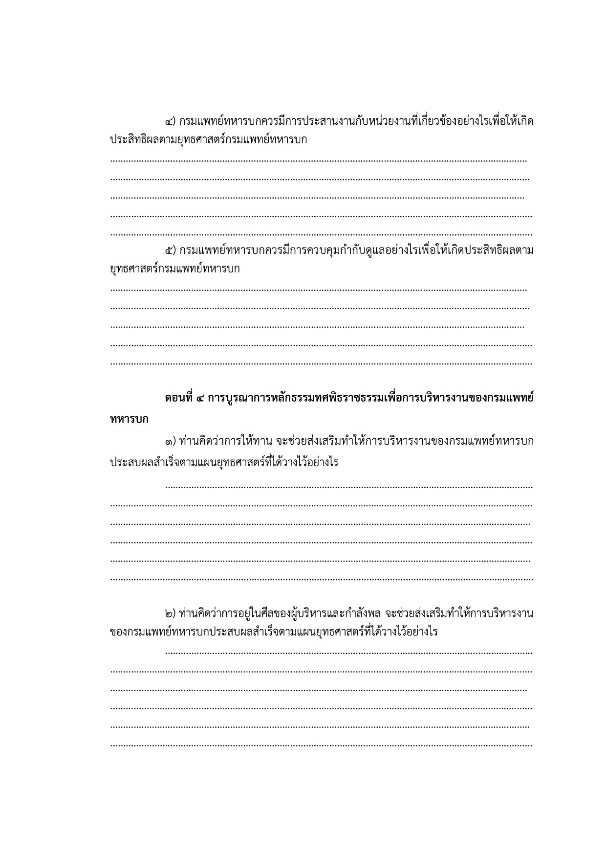 ๔) กรมแพทย์ทหารบกควรมีการประสานงานกับหน่วยงานที่เกี่ยวข้องอย่างไรเพื่อให้เกิด
ประสิทธิผลตามยุทธศาสตร์กรมแพทย์ทหารบก
๕) กรมแพทย์ทหารบกควรมีการควบคุมกำกับดูแลอย่างไรเพื่อให้เกิดประสิทธิผลตาม
ยุทธศาสตร์กรมแพทย์ทหารบก
ตอนที่ ๔ การบูรณาการหลักธรรมทศพิธราชธรรมเพื่อการบริหารงานของกรมแพทย์
ทหารบก
๑) ท่านคิดว่าการให้ทาน จะช่วยส่งเสริมทำให้การบริหารงานของกรมแพทย์ทหารบก
ประสบผลสำเร็จตามแผนยุทธศาสตร์ที่ได้วางไว้อย่างไร
๒) ท่านคิดว่าการอยู่ในศีลของผู้บริหารและกำลังพล จะช่วยส่งเสริมทำให้การบริหารงาน
ของกรมแพทย์ทหารบกประสบผลสำเร็จตามแผนยุทธศาสตร์ที่ได้วางไว้อย่างไร